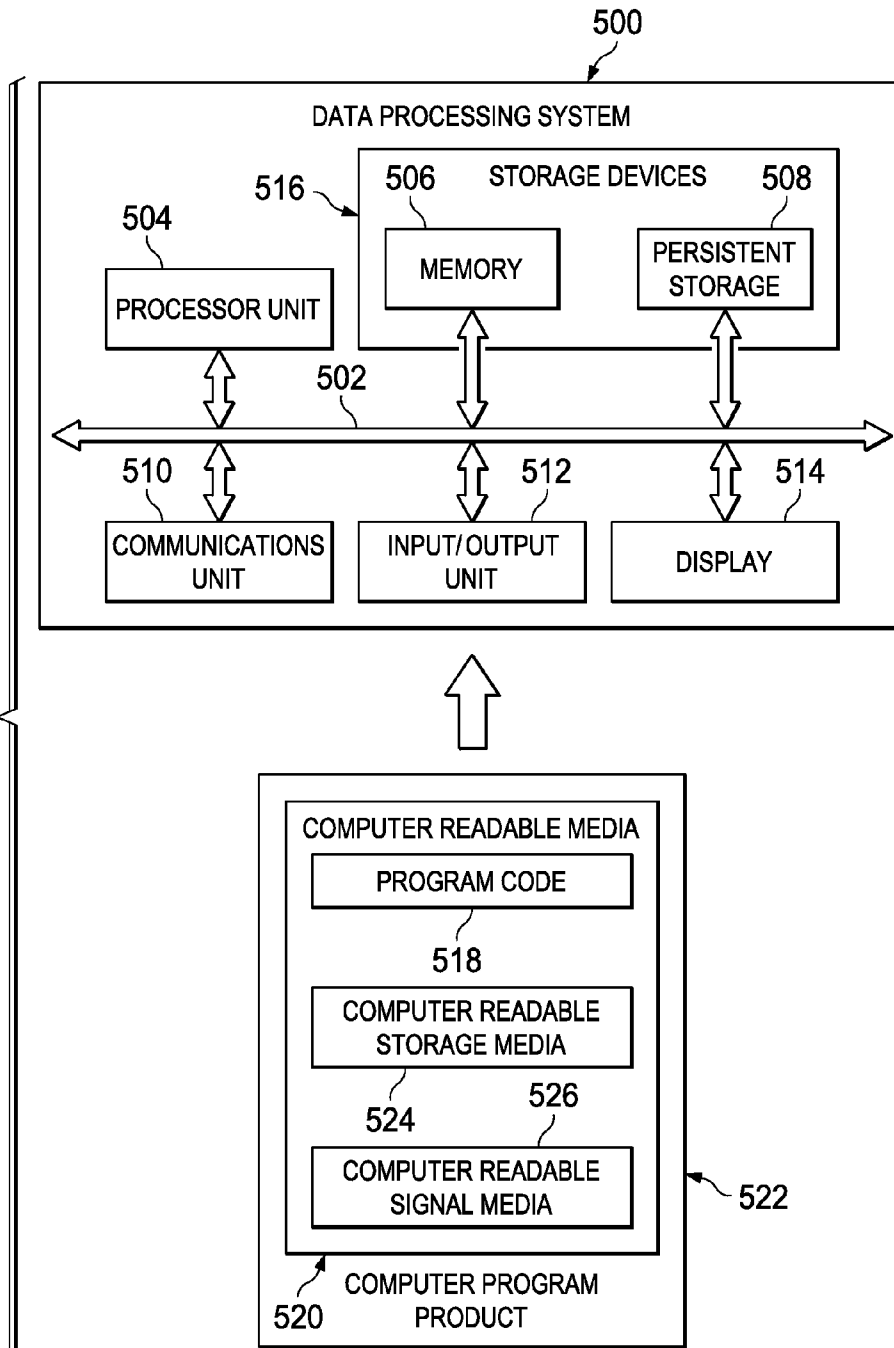 500
DATA PROCESSING SYSTEM
STORAGE DEVICES
516
506
508
504
MEMORY
PERSISTENT
STORAGE
PROCESSOR UNIT
502
510
512
514
COMMUNICATIONS
UNIT
INPUT/OUTPUT
UNIT
DISPLAY
COMPUTER READABLE MEDIA
PROGRAM CODE
518
COMPUTER READABLE
STORAGE MEDIA
524
526
COMPUTER READABLE
SIGNAL MEDIA
522
520
COMPUTER PROGRAM
PRODUCT